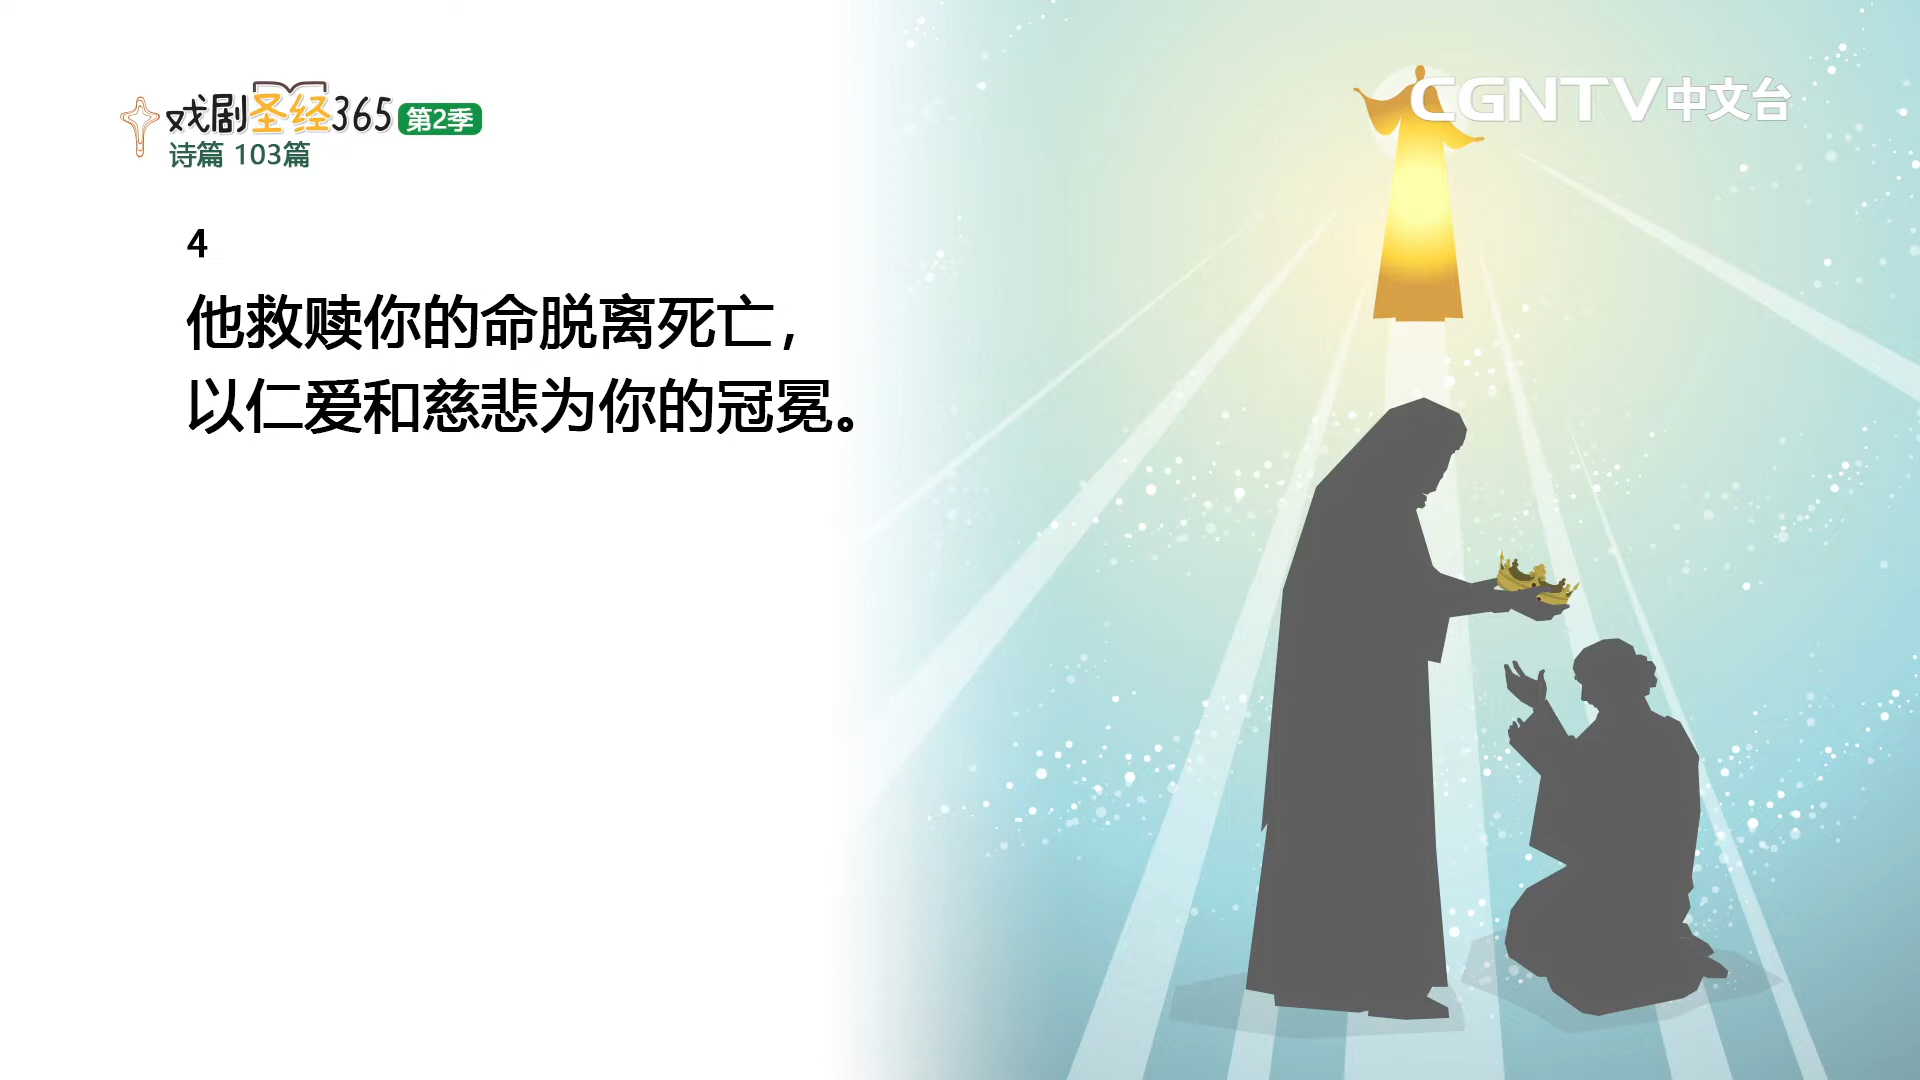 戏剧圣经365 第2季
诗篇 103篇
CGNTV中文台
4
他救赎你的命脱离死亡，
以仁爱和慈悲为你的冠冕。